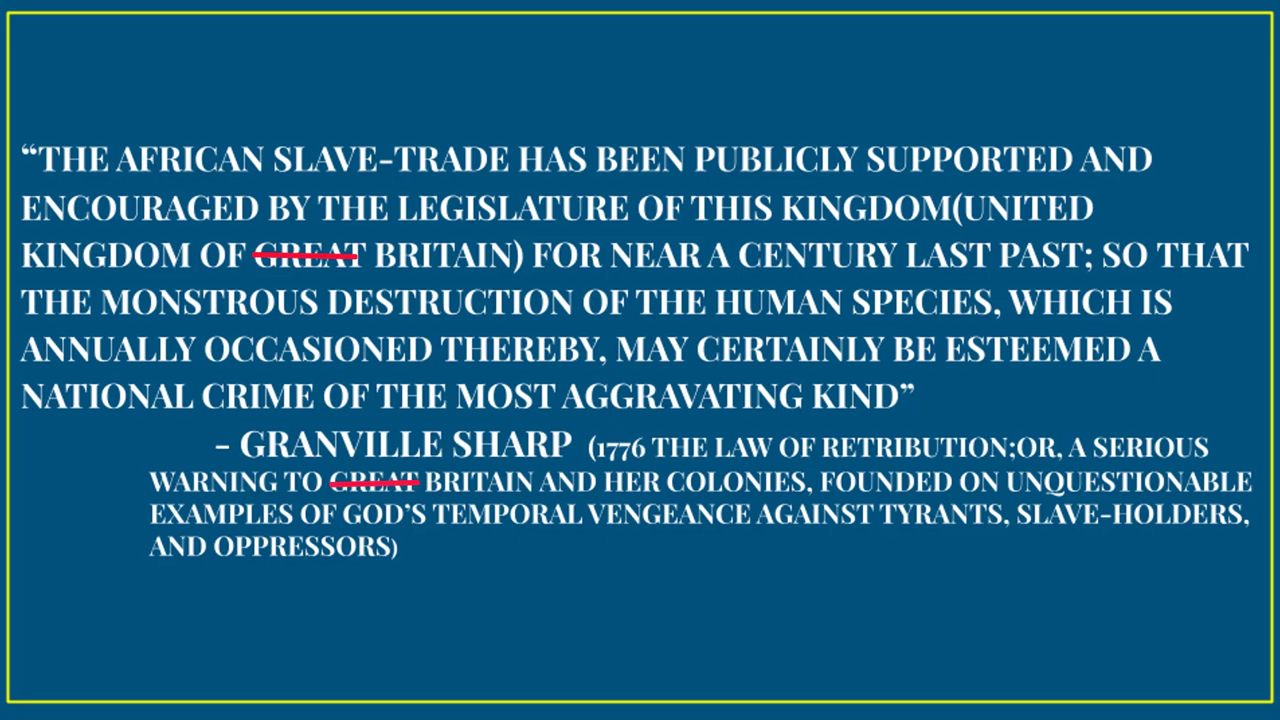 “THE AFRICAN SLAVE-TRADE HAS BEEN PUBLICLY SUPPORTED AND
ENCOURAGED BY THE LEGISLATURE OF THIS KINGDOM(UNITED
KINGDOM OF GREAT BRITAIN) FOR NEAR A CENTURY LAST PAST; SO THAT
THE MONSTROUS DESTRUCTION OF THE HUMAN SPECIES, WHICH IS
ANNUALLY OCCASIONED THEREBY, MAY CERTAINLY BE ESTEEMED A
NATIONAL CRIME OF THE MOST AGGRAVATING KIND”
- GRANVILLE SHARP (1776 THE LAW OF RETRIBUTION;OR, A SERIOUS
WARNING TO GREAT BRITAIN AND HER COLONIES, FOUNDED ON UNQUESTIONABLE
EXAMPLES OF GOD’S TEMPORAL VENGEANCE AGAINST TYRANTS, SLAVE-HOLDERS,
AND OPPRESSORS)